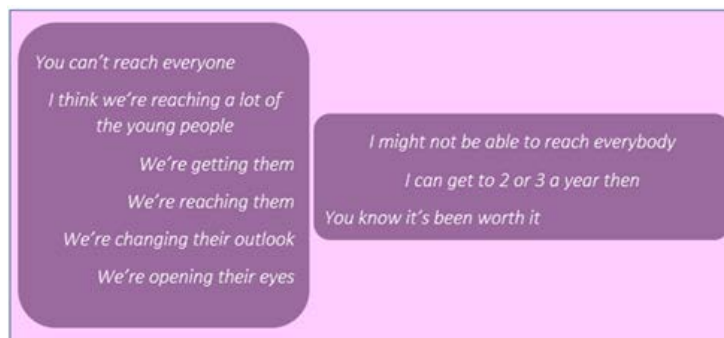 You can't reach everyone
I think we're reaching a lot of
the young people
We're getting them
We're reaching them
We're changing their outlook
We're opening their eyes
I might not be able to reach everybody
I can get to 2 or 3 a year then
You know it's been worth it